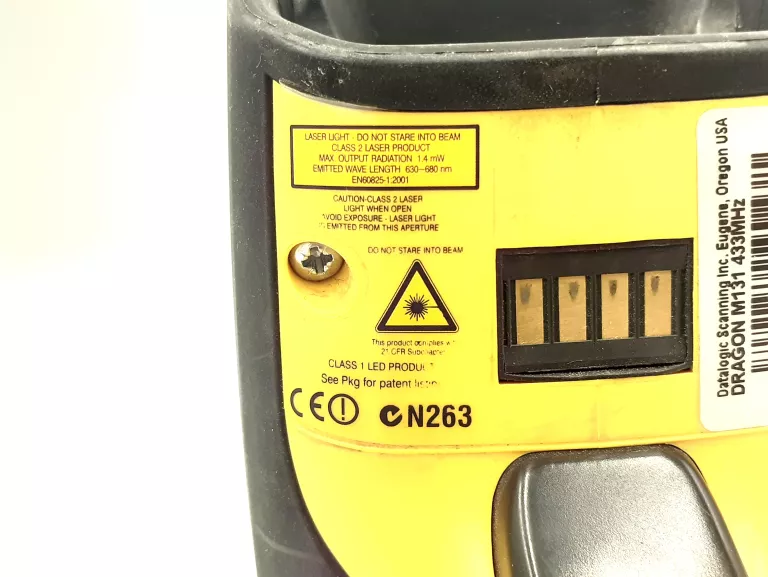 LASER LIGHT - DO NOT STARE INTO BEAM
CLASS 2 LASER PRODUCT
MAX OUTPUT RADIATION 1.4 mW
EMITTED WAVE LENGTH 630~680 nm
EN60825-1:2001
CAUTION-CLASS 2 LASER
LIGHT WHEN OPEN
AVOID EXPOSURE - LASER LIGHT
IS EMITTED FROM THIS APERTURE
DO NOT STARE INTO BEAM
This product complies
21 CFR
CLASS 1 LED PRODUCT
See Pkg for patent
CE N263
Datalogic Scanning Inc. Eugene, Oregon USA
DRAGON M131 433MHz